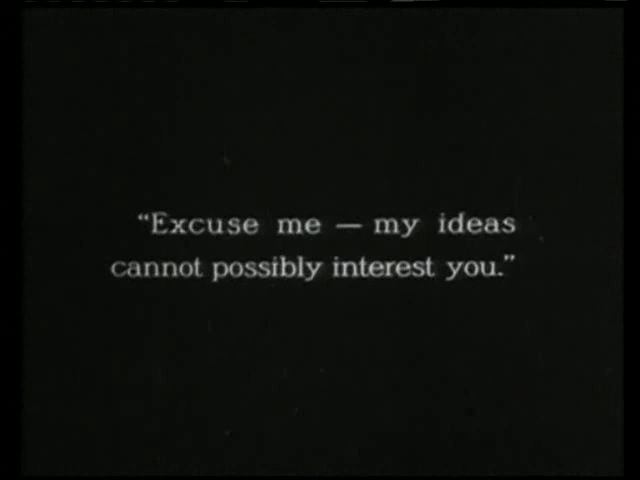 “Excuse me — my ideas
cannot possibly interest you.”